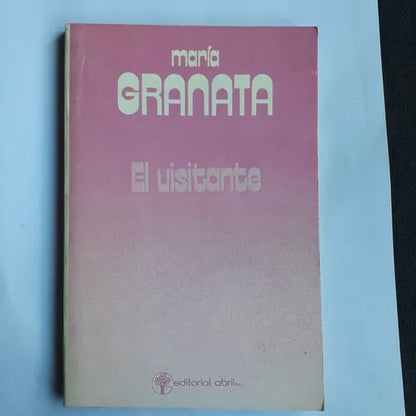 maría
GRANATA
El visitante
editorial abril s.a.